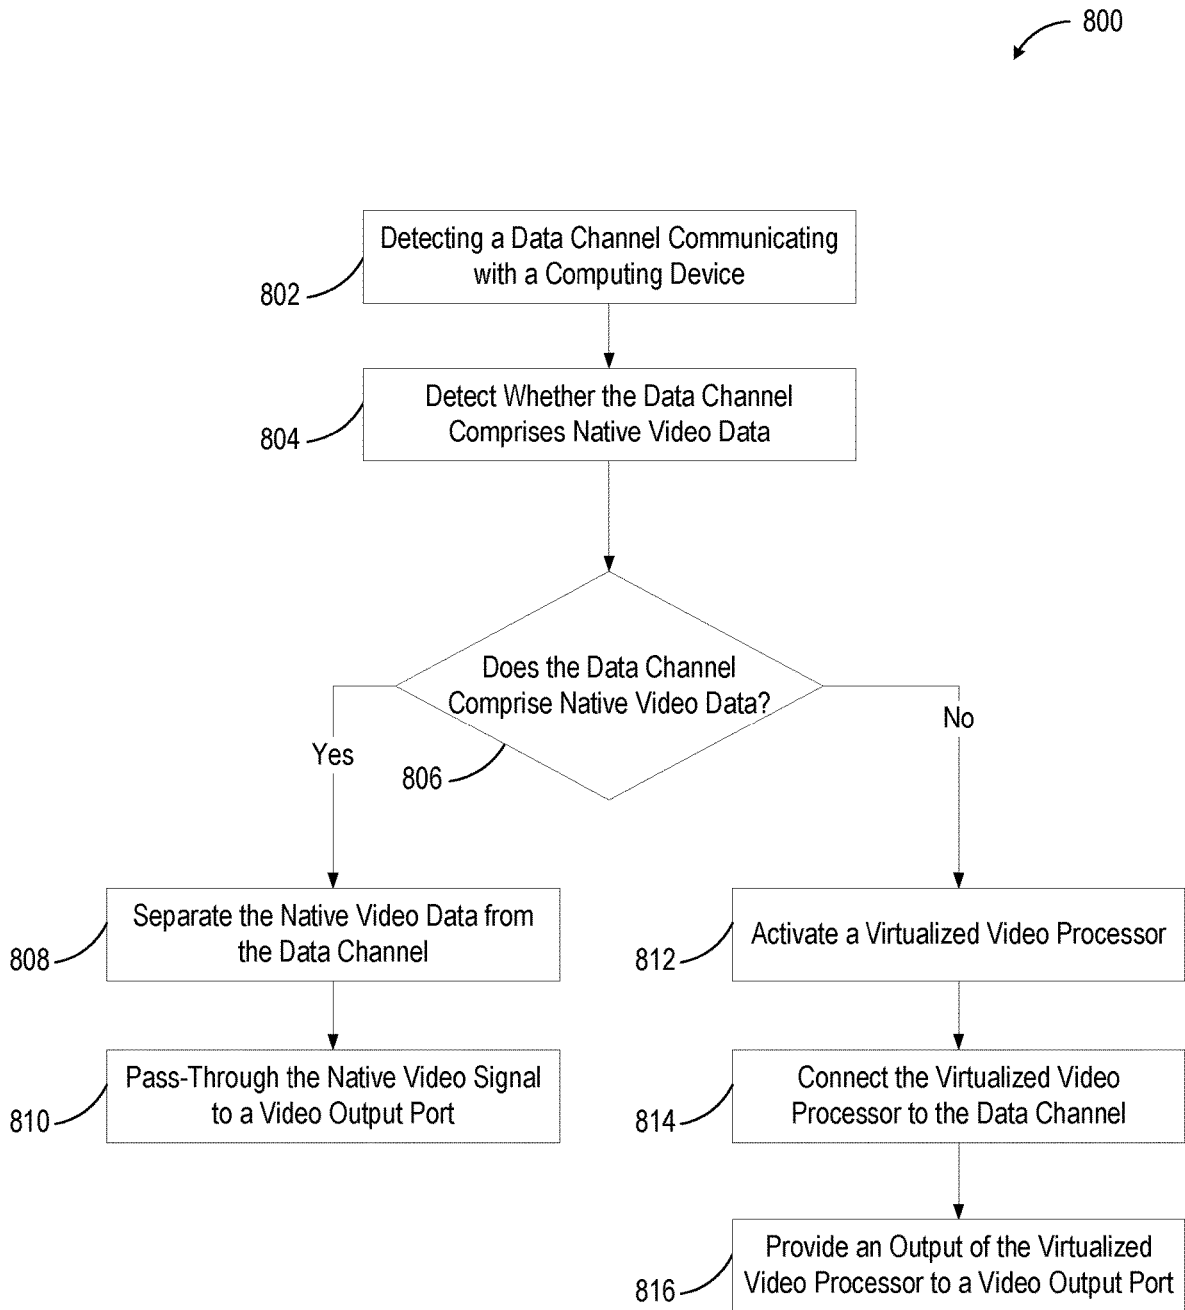 800
Detecting a Data Channel Communicating
with a Computing Device
802
Detect Whether the Data Channel
Comprises Native Video Data
804
Does the Data Channel
Comprise Native Video Data?
806
Yes
No
Separate the Native Video Data from
the Data Channel
808
Activate a Virtualized Video Processor
812
Pass-Through the Native Video Signal
to a Video Output Port
810
Connect the Virtualized Video
Processor to the Data Channel
814
Provide an Output of the Virtualized
Video Processor to a Video Output Port
816